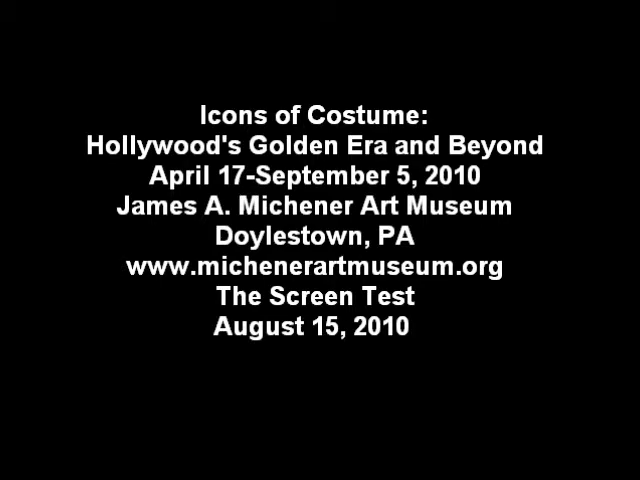 Icons of Costume:
Hollywood's Golden Era and Beyond
April 17-September 5, 2010
James A. Michener Art Museum
Doylestown, PA
www.michenerartmuseum.org
The Screen Test
August 15, 2010